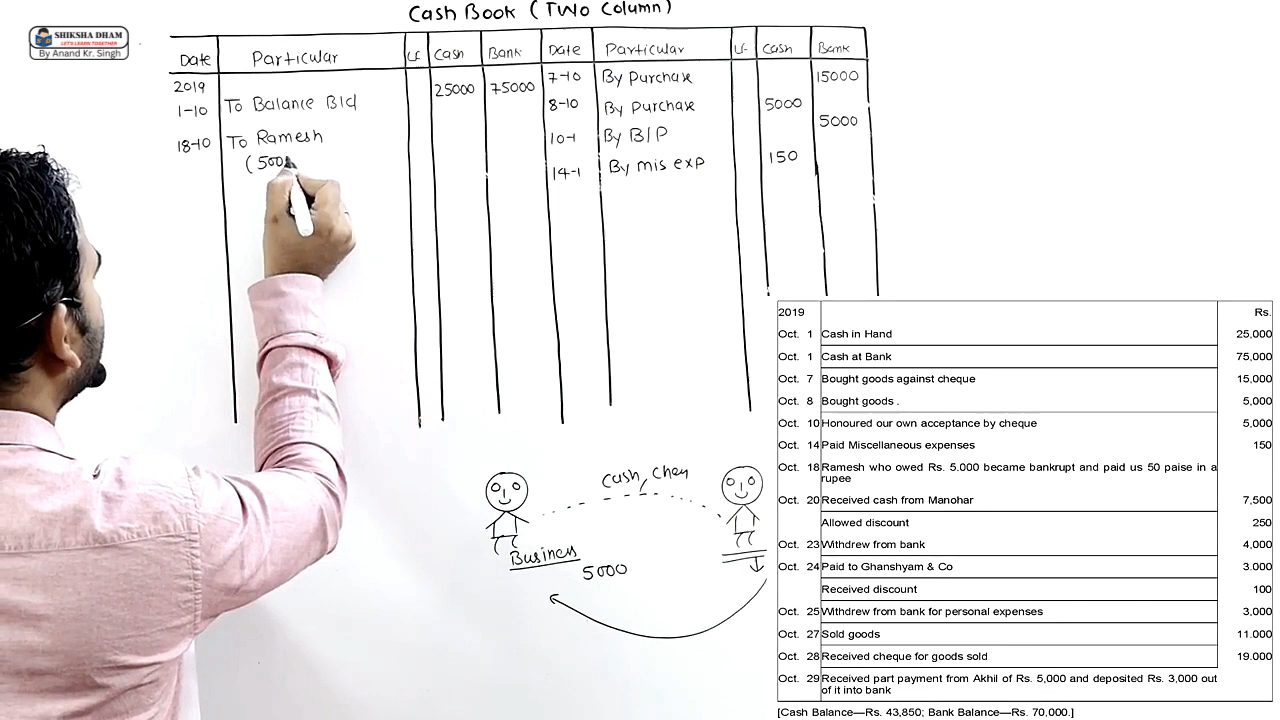 SHIKSHA DHAM
LET'S LEARN TOGETHER
By Anand Kr. Singh
Cash Book (Two Column)
Date Particular LF Cash Bank Date Particular LF Cash Bank
2019 25000 75000 7-10 By Purchase 15000
1-10 To Balance B/d 8-10 By Purchase 5000
18-10 To Ramesh 10-1 By B/P 5000
(500 14-1 By mis exp 150
Cash, Cheq
Business
5000
2019 Rs.
Oct. 1 Cash in Hand 25,000
Oct. 1 Cash at Bank 75,000
Oct. 7 Bought goods against cheque 15,000
Oct. 8 Bought goods . 5,000
Oct. 10 Honoured our own acceptance by cheque 5,000
Oct. 14 Paid Miscellaneous expenses 150
Oct. 18 Ramesh who owed Rs. 5.000 became bankrupt and paid us 50 paise in a
rupee
Oct. 20 Received cash from Manohar 7,500
Allowed discount 250
Oct. 23 Withdrew from bank 4,000
Oct. 24 Paid to Ghanshyam & Co 3.000
Received discount 100
Oct. 25 Withdrew from bank for personal expenses 3,000
Oct. 27 Sold goods 11.000
Oct. 28 Received cheque for goods sold 19.000
Oct. 29 Received part payment from Akhil of Rs. 5,000 and deposited Rs. 3,000 out
of it into bank
[Cash Balance—Rs. 43,850; Bank Balance—Rs. 70,000.]